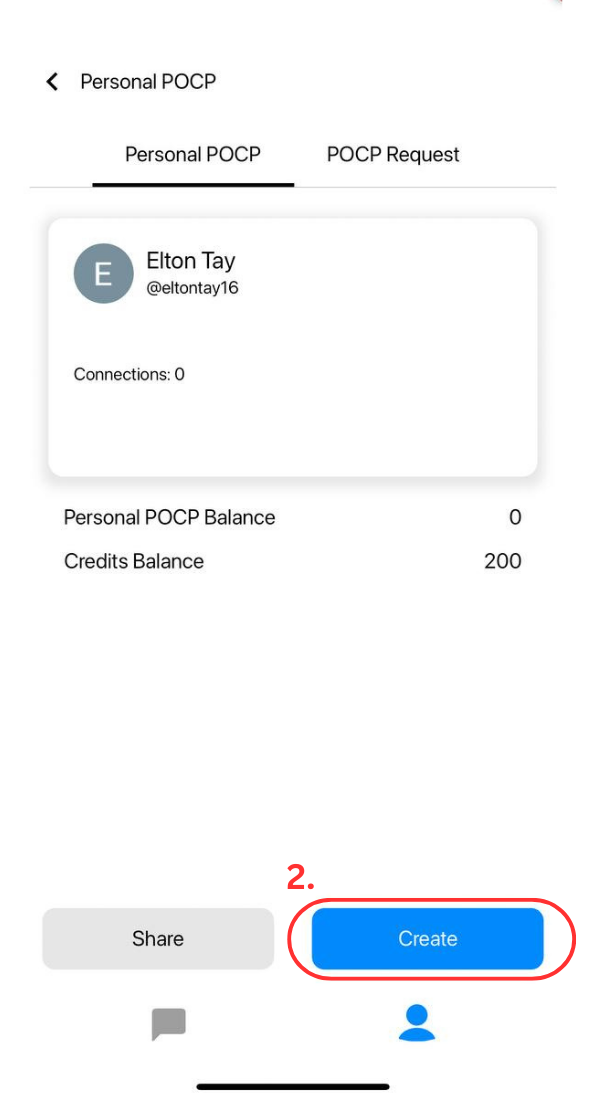 Personal POCP
Personal POCP POCP Request
E
Elton Tay
@eltontay16
Connections: 0
Personal POCP Balance 0
Credits Balance 200
2.
Share Create